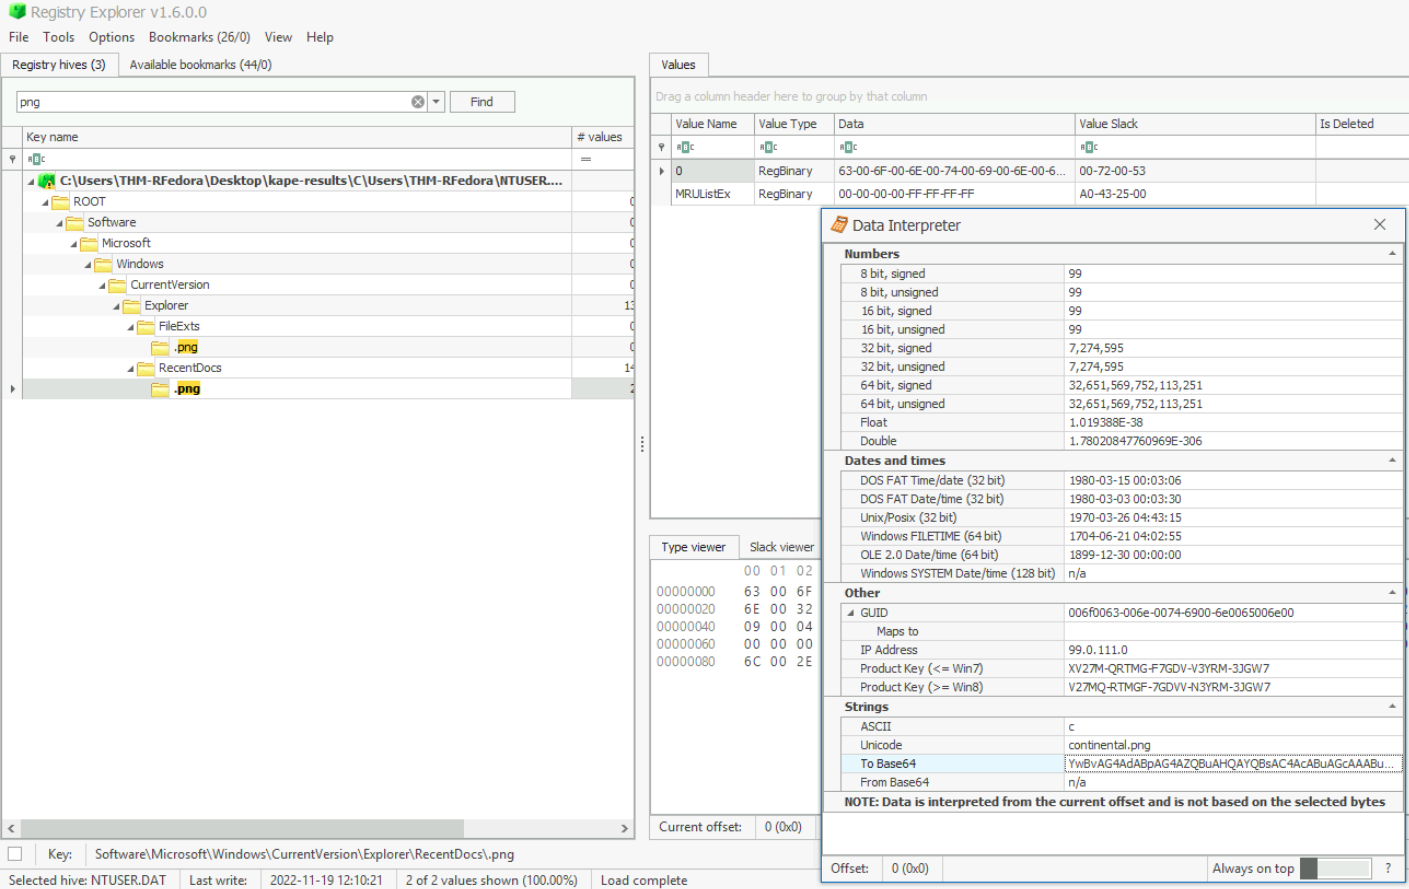 Registry Explorer v1.6.0.0
File Tools Options Bookmarks (26/0) View Help
Registry hives (3) Available bookmarks (44/0)
png Find
Key name # values
C:\Users\THM-RFedora\Desktop\kape-results\C\Users\THM-RFedora\NTUSER....
ROOT 0
Software 0
Microsoft 0
Windows 0
CurrentVersion 0
Explorer 13
FileExts 0
.png 0
RecentDocs 14
.png 2
Values
Drag a column header here to group by that column
Value Name Value Type Data Value Slack Is Deleted
0 RegBinary 63-00-6F-00-6E-00-74-00-69-00-6E-00-6... 00-72-00-53
MRUListEx RegBinary 00-00-00-00-FF-FF-FF-FF A0-43-25-00
Type viewer Slack viewer
00 01 02
00000000 63 00 6F
00000020 6E 00 32
00000040 09 00 04
00000060 00 00 00
00000080 6C 00 2E
Current offset: 0 (0x0)
Data Interpreter
Numbers
8 bit, signed 99
8 bit, unsigned 99
16 bit, signed 99
16 bit, unsigned 99
32 bit, signed 7,274,595
32 bit, unsigned 7,274,595
64 bit, signed 32,651,569,752,113,251
64 bit, unsigned 32,651,569,752,113,251
Float 1.019388E-38
Double 1.78020847760969E-306
Dates and times
DOS FAT Time/date (32 bit) 1980-03-15 00:03:06
DOS FAT Date/time (32 bit) 1980-03-03 00:03:30
Unix/Posix (32 bit) 1970-03-26 04:43:15
Windows FILETIME (64 bit) 1704-06-21 04:02:55
OLE 2.0 Date/time (64 bit) 1899-12-30 00:00:00
Windows SYSTEM Date/time (128 bit) n/a
Other
GUID 006f0063-006e-0074-6900-6e0065006e00
Maps to
IP Address 99.0.111.0
Product Key (<= Win7) XV27M-QRTMG-F7GDV-V3YRM-3JGW7
Product Key (>= Win8) V27MQ-RTMGF-7GDVV-N3YRM-3JGW7
Strings
ASCII c
Unicode continental.png
To Base64 YwBvAG4AdABpAG4AZQBuAHQAYQBsAC4AcABuAGcAAABu...
From Base64 n/a
NOTE: Data is interpreted from the current offset and is not based on the selected bytes
Offset: 0 (0x0) Always on top ?
Key: Software\Microsoft\Windows\CurrentVersion\Explorer\RecentDocs\.png
Selected hive: NTUSER.DAT Last write: 2022-11-19 12:10:21 2 of 2 values shown (100.00%) Load complete